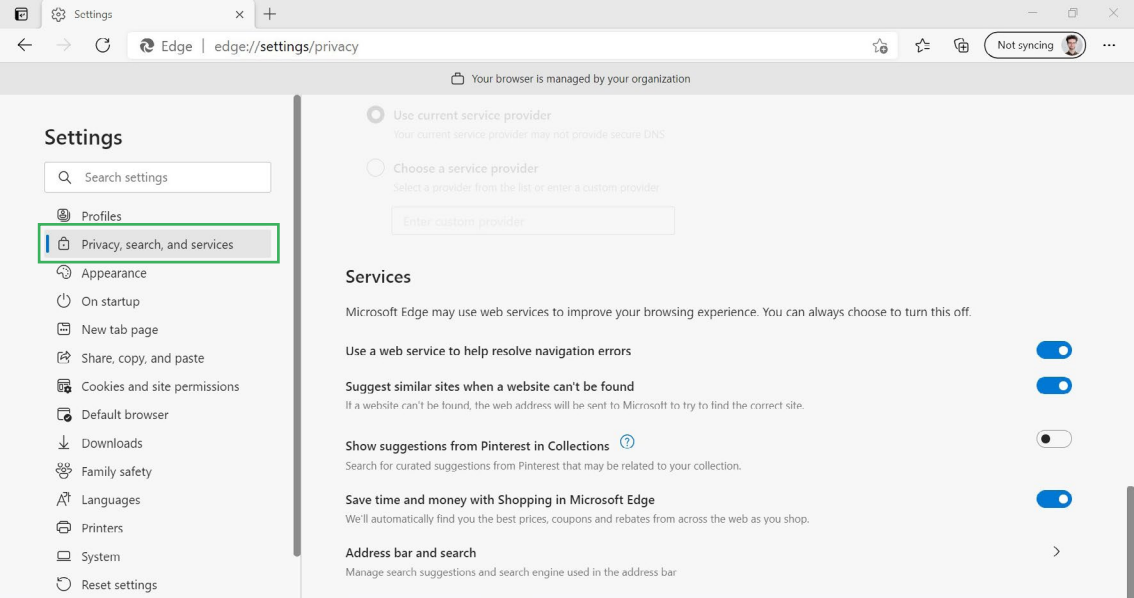 Settings
Edge | edge://settings/privacy
Not syncing
Your browser is managed by your organization
Settings
Search settings
Profiles
Privacy, search, and services
Appearance
On startup
New tab page
Share, copy, and paste
Cookies and site permissions
Default browser
Downloads
Family safety
Languages
Printers
System
Reset settings
Use current service provider
Your current service provider may not provide secure DNS
Choose a service provider
Select a provider from the list or enter a custom provider
Enter custom provider
Services
Microsoft Edge may use web services to improve your browsing experience. You can always choose to turn this off.
Use a web service to help resolve navigation errors
Suggest similar sites when a website can't be found
If a website can't be found, the web address will be sent to Microsoft to try to find the correct site.
Show suggestions from Pinterest in Collections
Search for curated suggestions from Pinterest that may be related to your collection.
Save time and money with Shopping in Microsoft Edge
We'll automatically find you the best prices, coupons and rebates from across the web as you shop.
Address bar and search
Manage search suggestions and search engine used in the address bar